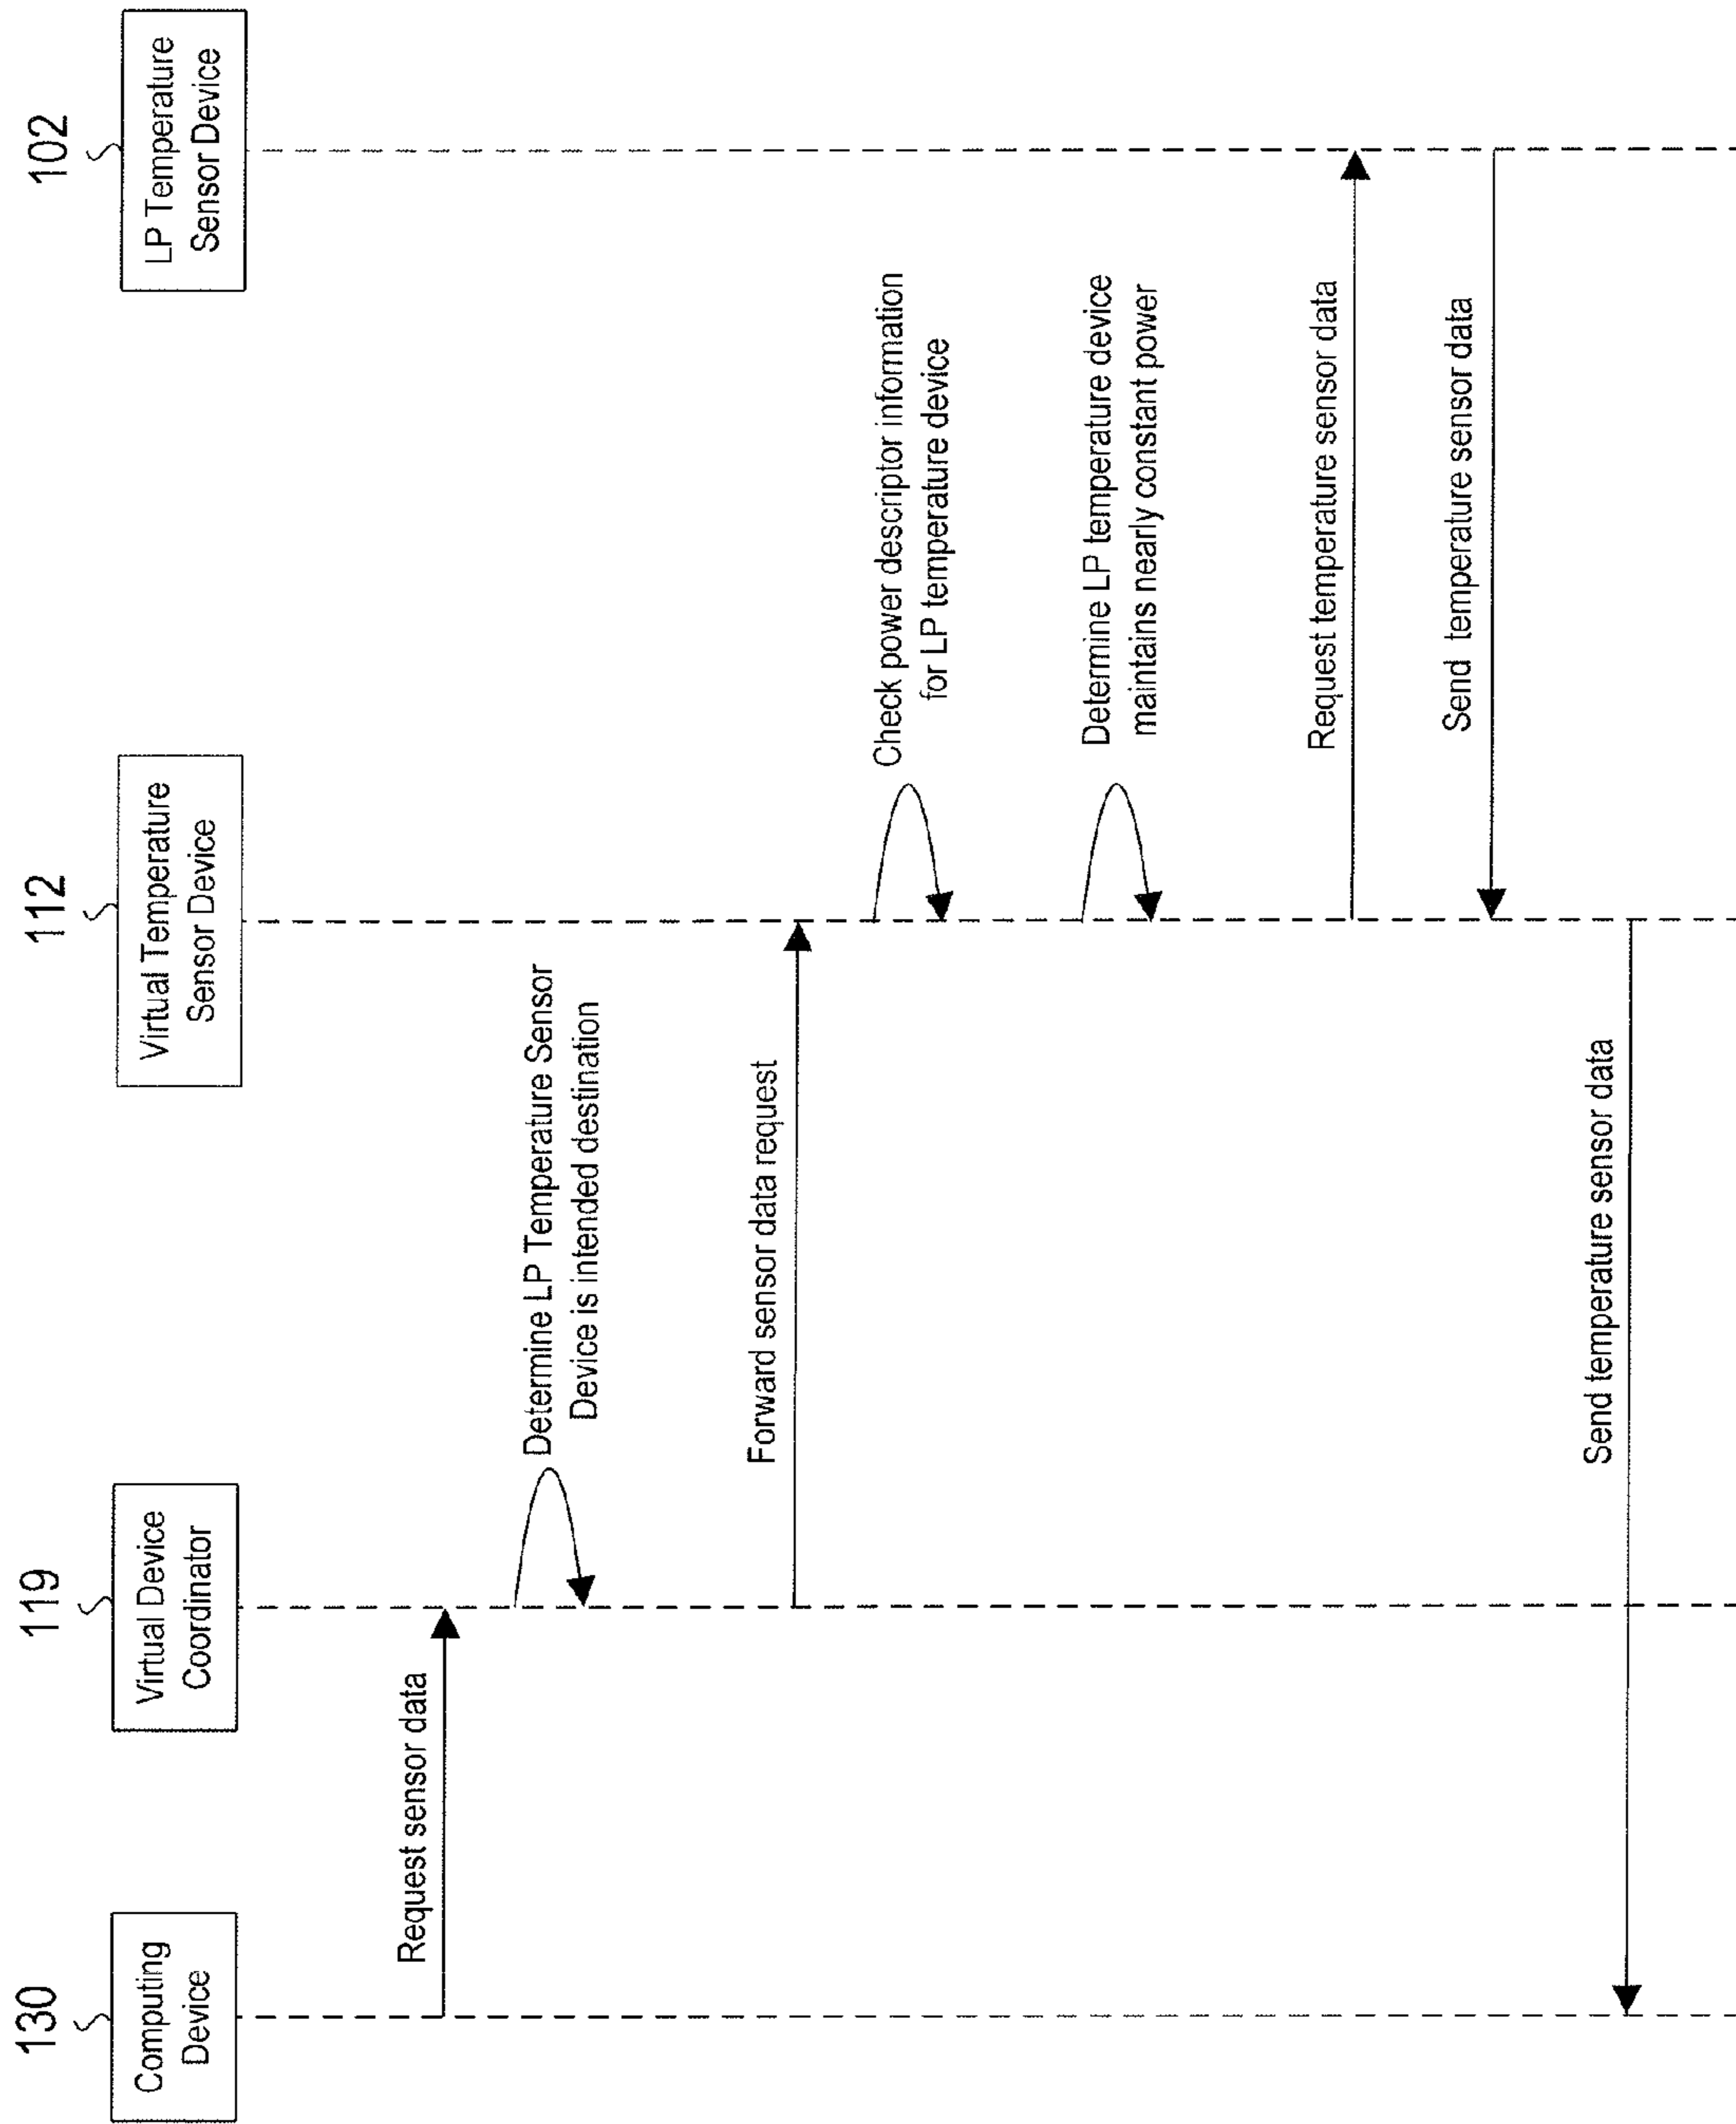 130
Computing
Device
119
Virtual Device
Coordinator
112
Virtual Temperature
Sensor Device
102
LP Temperature
Sensor Device
Request sensor data
Determine LP Temperature Sensor
Device is intended destination
Forward sensor data request
Check power descriptor information
for LP temperature device
Determine LP temperature device
maintains nearly constant power
Request temperature sensor data
Send temperature sensor data
Send temperature sensor data